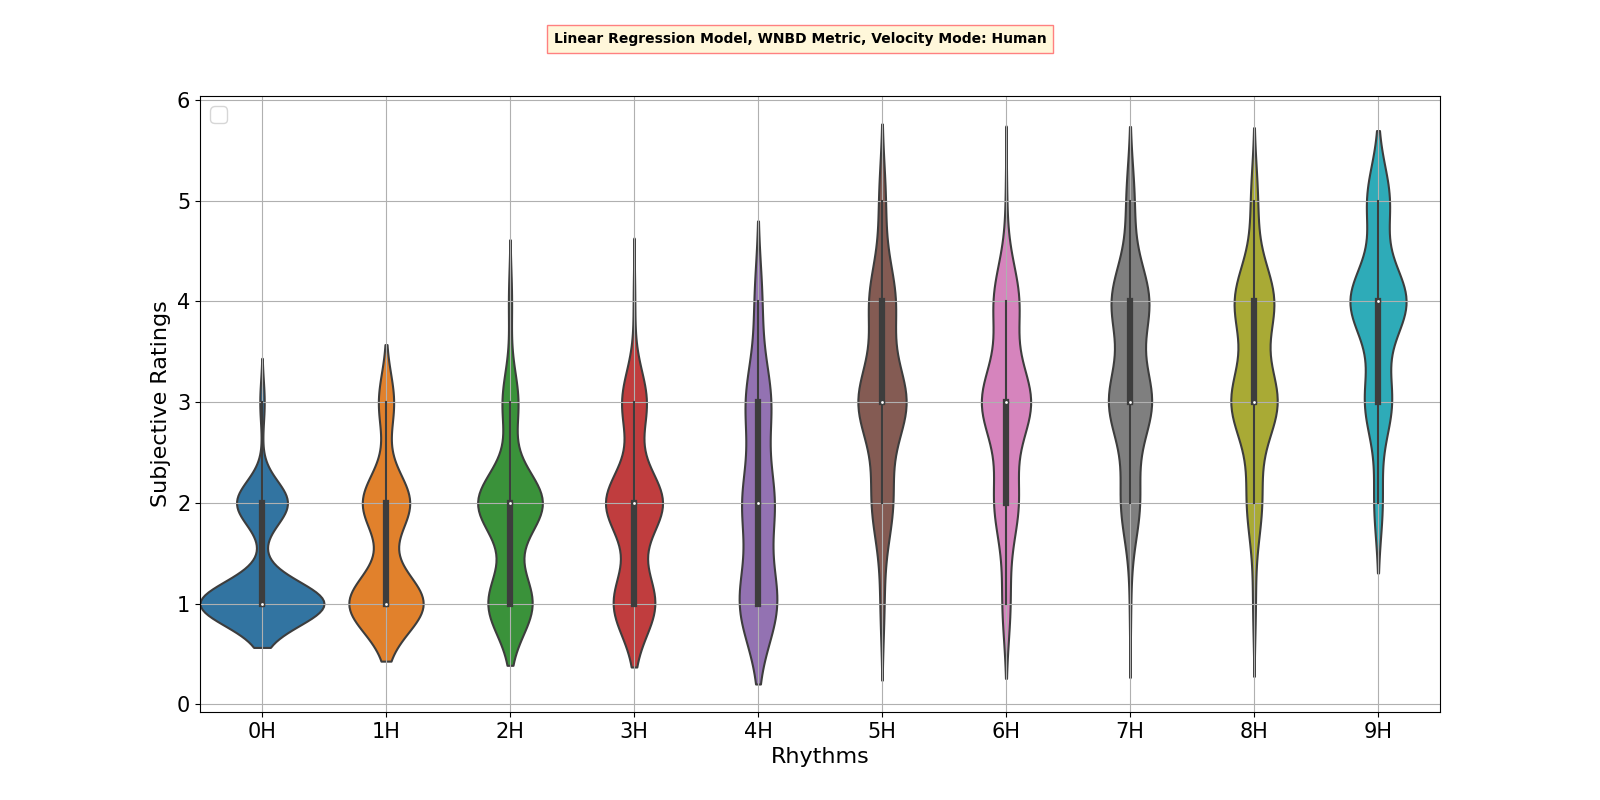 Linear Regression Model, WNBD Metric, Velocity Mode: Human
6
5
4
3
2
1
0
Subjective Ratings
0H 1H 2H 3H 4H 5H 6H 7H 8H 9H
Rhythms